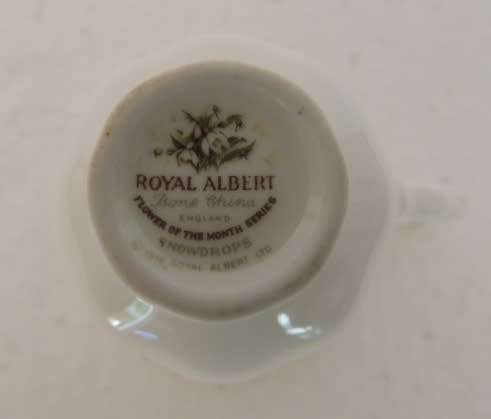 ROYAL ALBERT
Bone China
ENGLAND
FLOWER OF THE MONTH SERIES
SNOWDROPS
ROYAL ALBERT LTD